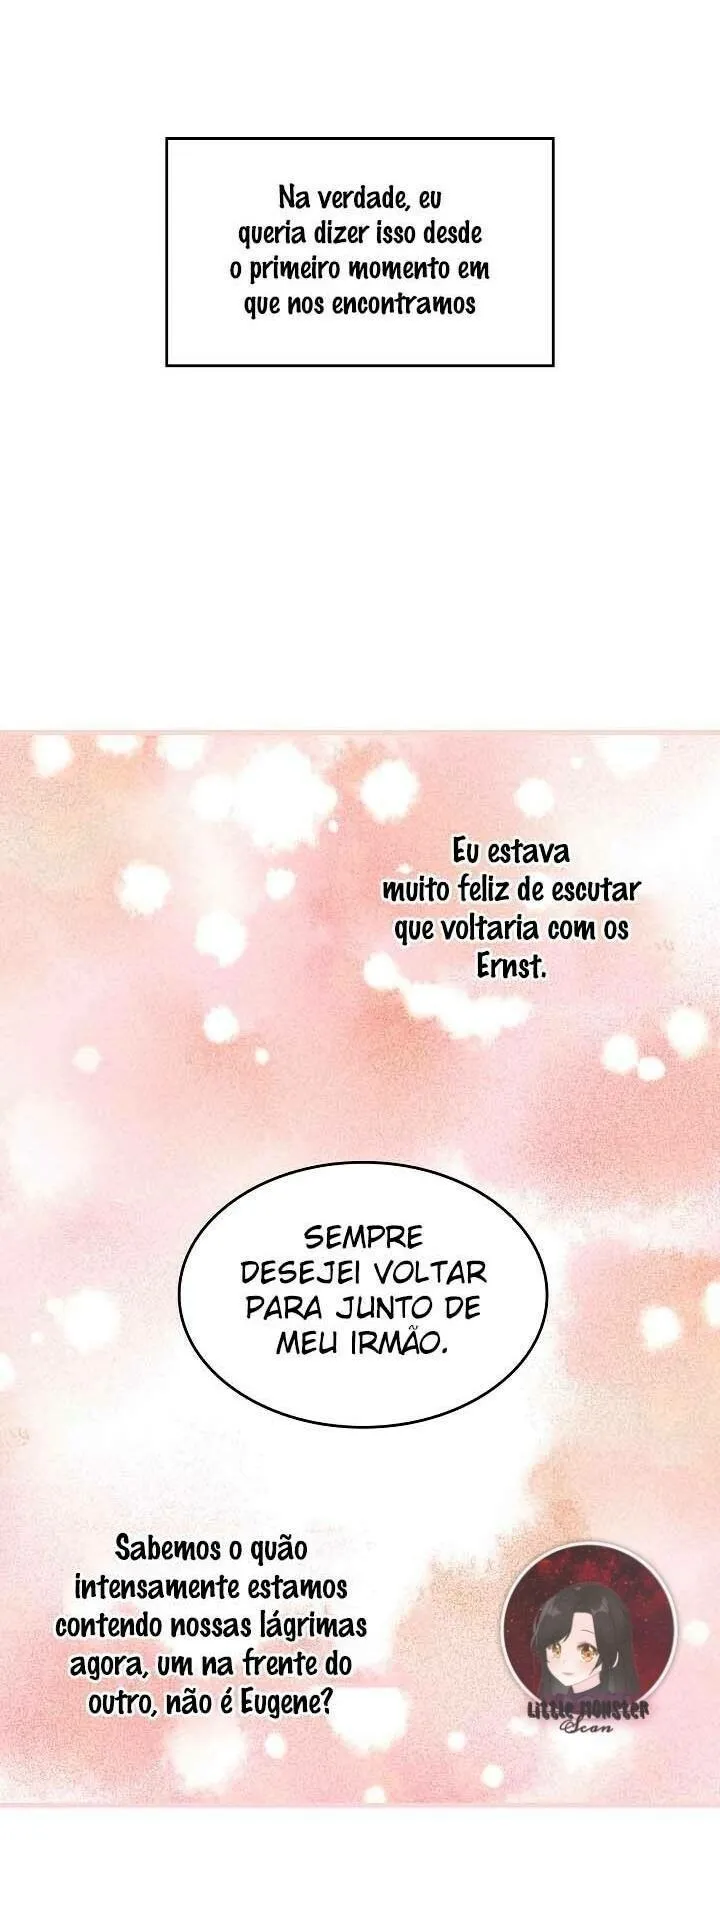 Na verdade, eu
queria dizer isso desde
o primeiro momento em
que nos encontramos
Eu estava
muito feliz de escutar
que voltaria com os
Ernst.
SEMPRE
DESEJEI VOLTAR
PARA JUNTO DE
MEU IRMÃO.
Sabemos o quão
intensamente estamos
contendo nossas lágrimas
agora, um na frente do
outro, não é Eugene?
Little Monster
Scan